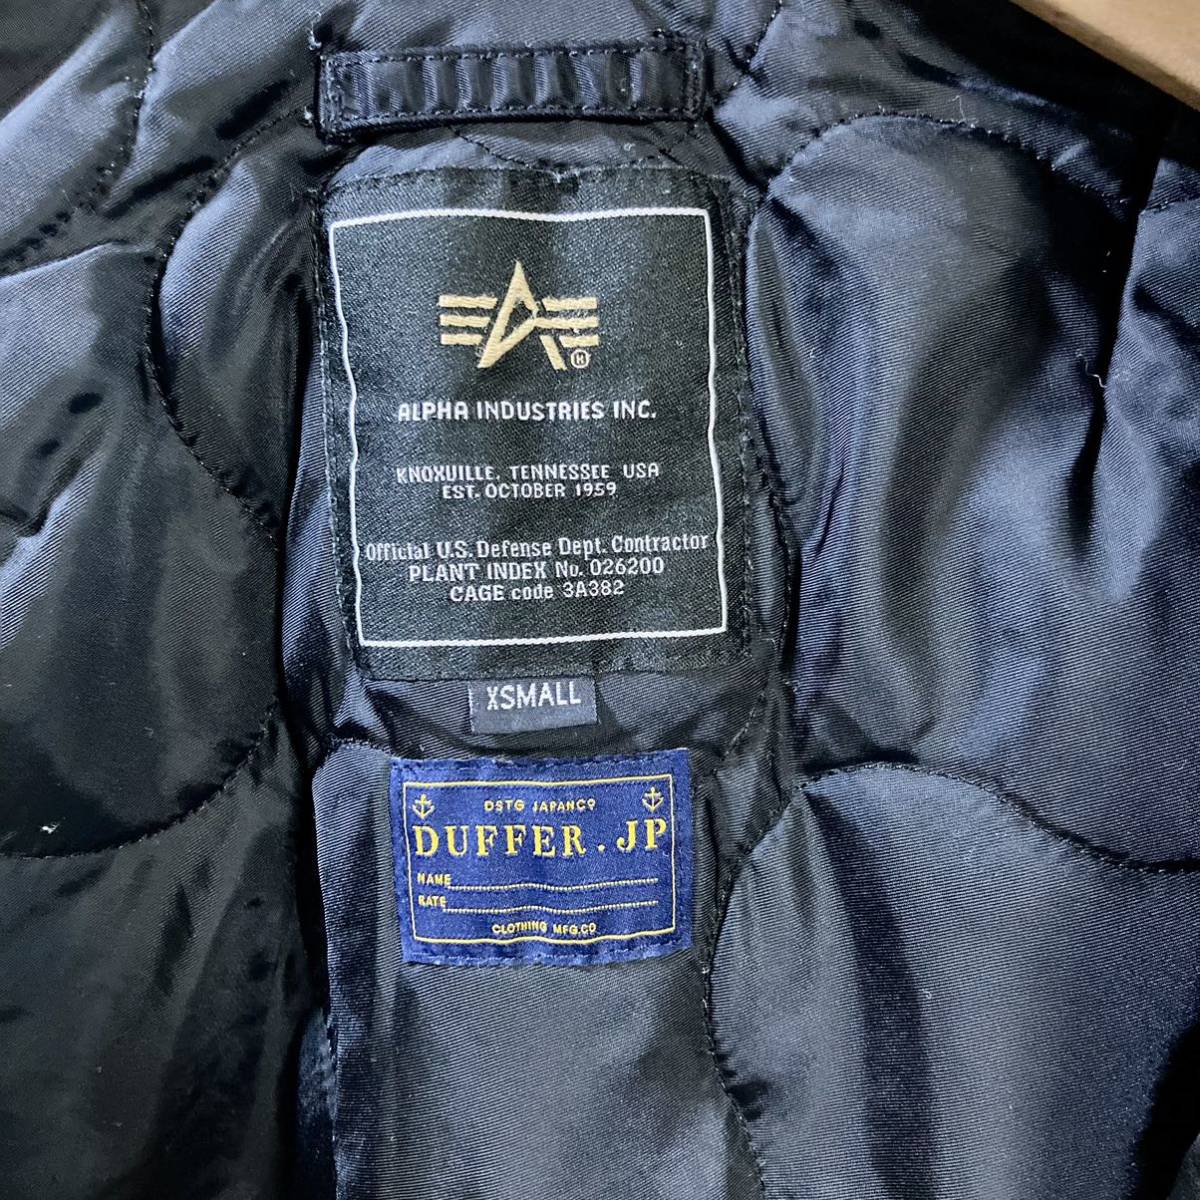 ALPHA INDUSTRIES INC.
KNOXVILLE, TENNESSEE USA
EST. OCTOBER 1959
Official U.S. Defense Dept. Contractor
PLANT INDEX No. 026200
CAGE code 3A382
XSMALL
DSTG JAPANCO
DUFFER.JP
NAME
RATE
CLOTHING MFG.CO